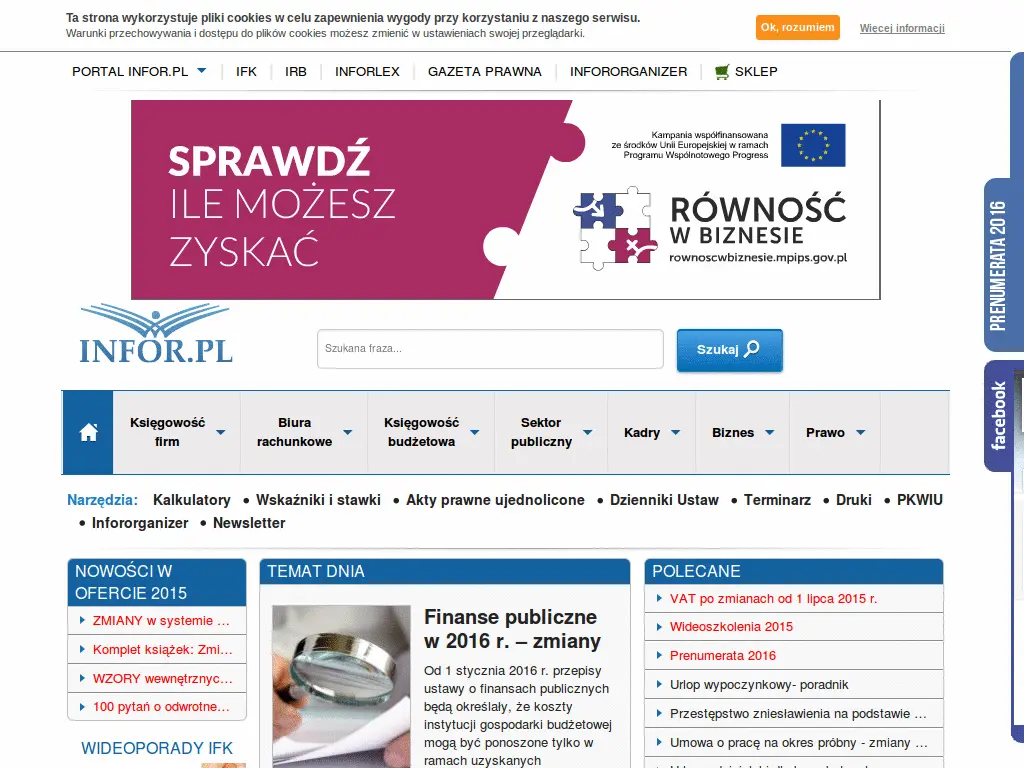 Ta strona wykorzystuje pliki cookies w celu zapewnienia wygody przy korzystaniu z naszego serwisu.
Warunki przechowywania i dostępu do plików cookies możesz zmienić w ustawieniach swojej przeglądarki.
Ok, rozumiem
Więcej informacji
PORTAL INFOR.PL
IFK
IRB
INFORLEX
GAZETA PRAWNA
INFORORGANIZER
SKLEP
SPRAWDŹ
ILE MOŻESZ
ZYSKAĆ
Kampania współfinansowana
ze środków Unii Europejskiej w ramach
Programu Wspólnotowego Progress
RÓWNOŚĆ
W BIZNESIE
rownoscwbiznesie.mpips.gov.pl
PRENUMERATA 2016
facebook
INFOR.PL
Szukana fraza...
Szukaj
Księgowość
firm
Biura
rachunkowe
Księgowość
budżetowa
Sektor
publiczny
Kadry
Biznes
Prawo
Narzędzia: Kalkulatory • Wskaźniki i stawki • Akty prawne ujednolicone • Dzienniki Ustaw • Terminarz • Druki • PKWIU
• Infororganizer • Newsletter
NOWOŚCI W
OFERCIE 2015
ZMIANY w systemie ...
Komplet książek: Zmi...
WZORY wewnętrznyc...
100 pytań o odwrotne...
WIDEOPORADY IFK
TEMAT DNIA
Finanse publiczne
w 2016 r. – zmiany
Od 1 stycznia 2016 r. przepisy
ustawy o finansach publicznych
będą określały, że koszty
instytucji gospodarki budżetowej
mogą być ponoszone tylko w
ramach uzyskanych
POLECANE
VAT po zmianach od 1 lipca 2015 r.
Wideoszkolenia 2015
Prenumerata 2016
Urlop wypoczynkowy- poradnik
Przestępstwo zniesławienia na podstawie ...
Umowa o pracę na okres próbny - zmiany ...